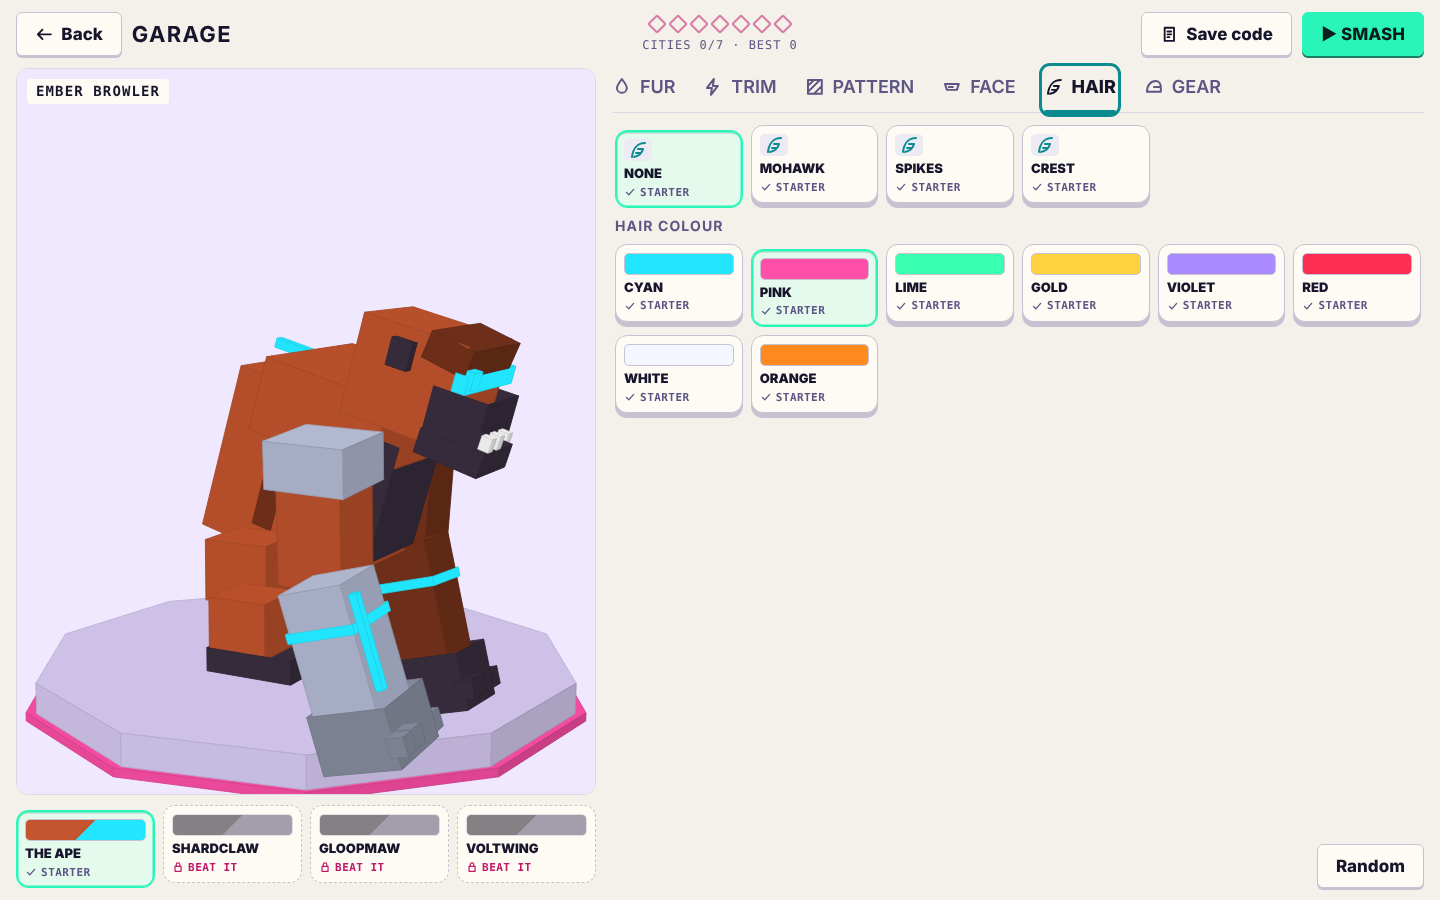 Back
GARAGE
CITIES 0/7 · BEST 0
Save code
SMASH
EMBER BROWLER
FUR
TRIM
PATTERN
FACE
HAIR
GEAR
NONE
STARTER
MOHAWK
STARTER
SPIKES
STARTER
CREST
STARTER
HAIR COLOUR
CYAN
STARTER
PINK
STARTER
LIME
STARTER
GOLD
STARTER
VIOLET
STARTER
RED
STARTER
WHITE
STARTER
ORANGE
STARTER
THE APE
STARTER
SHARDCLAW
BEAT IT
GLOOPMAW
BEAT IT
VOLTWING
BEAT IT
Random